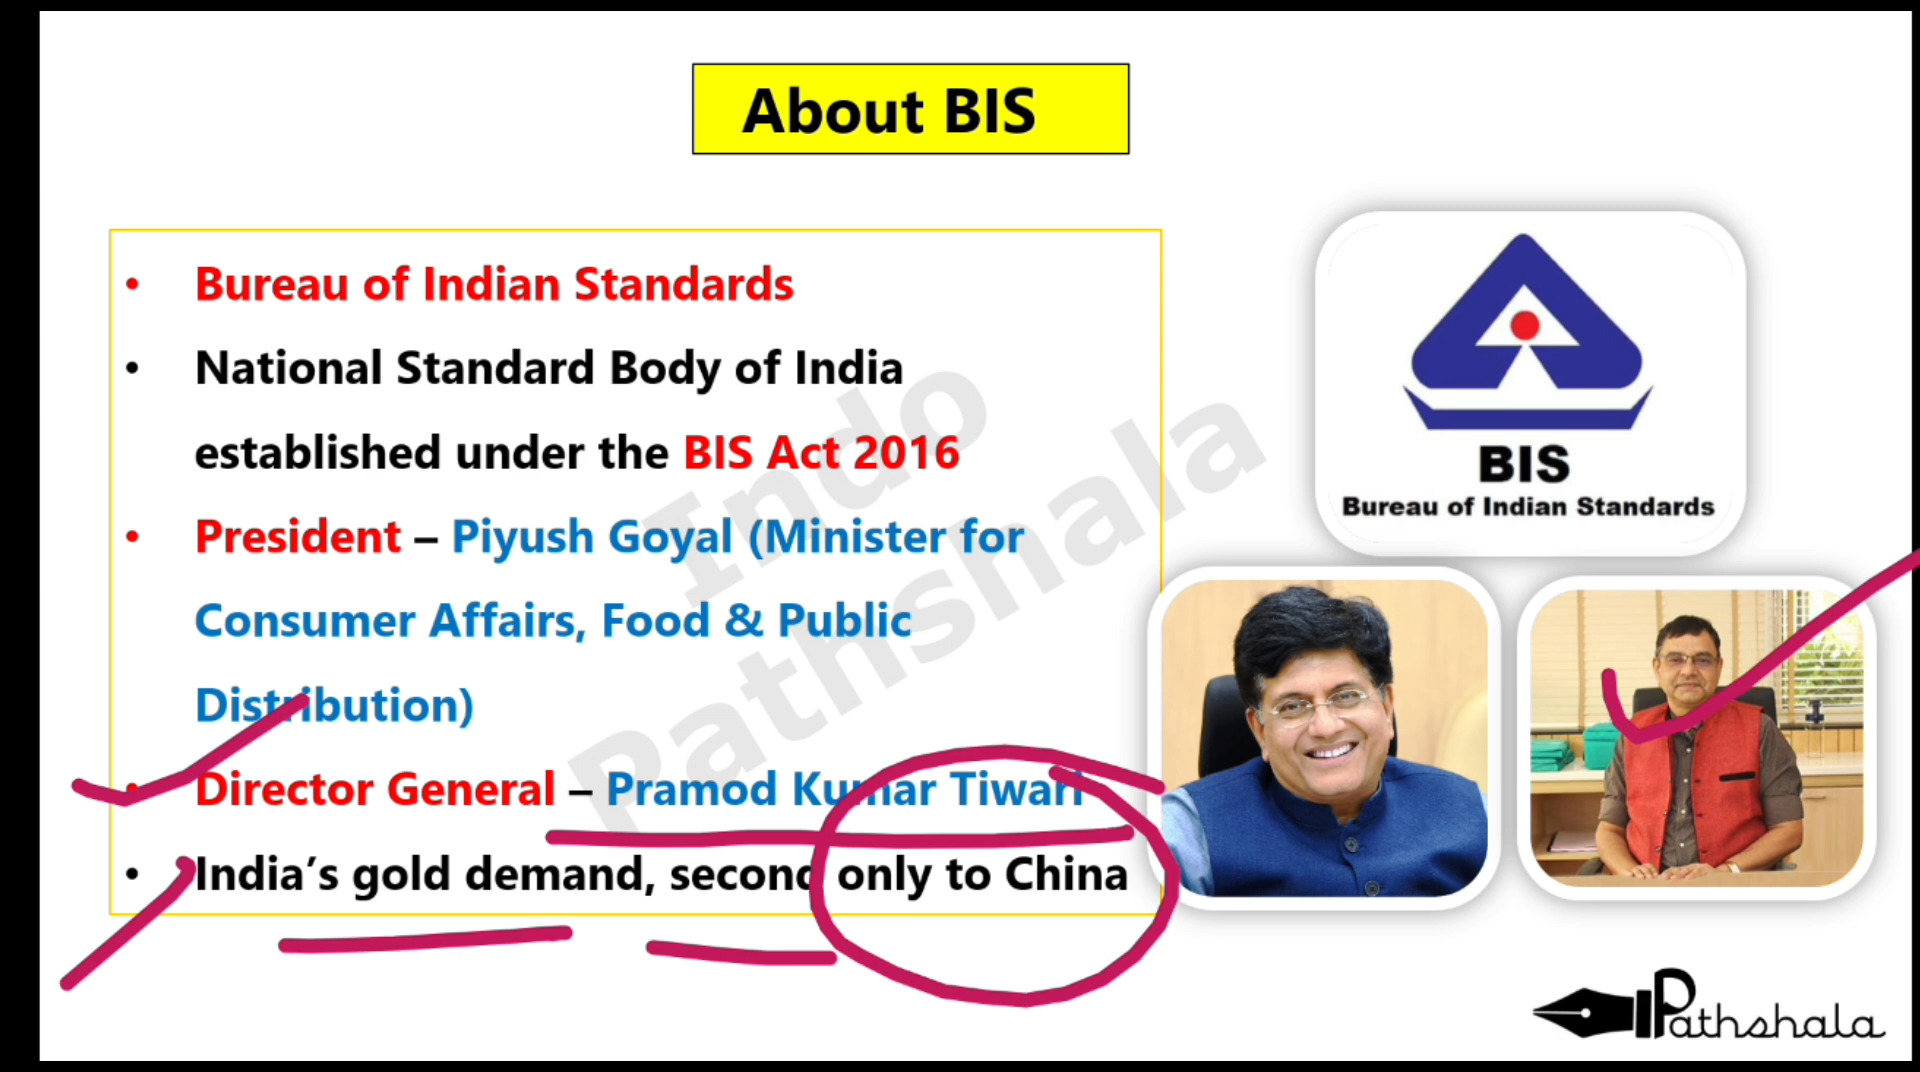 About BIS
• Bureau of Indian Standards
• National Standard Body of India
established under the BIS Act 2016
• President – Piyush Goyal (Minister for
Consumer Affairs, Food & Public
Distribution)
• Director General – Pramod Kumar Tiwari
• India’s gold demand, second only to China
Indo
Pathshala
BIS
Bureau of Indian Standards
Pathshala